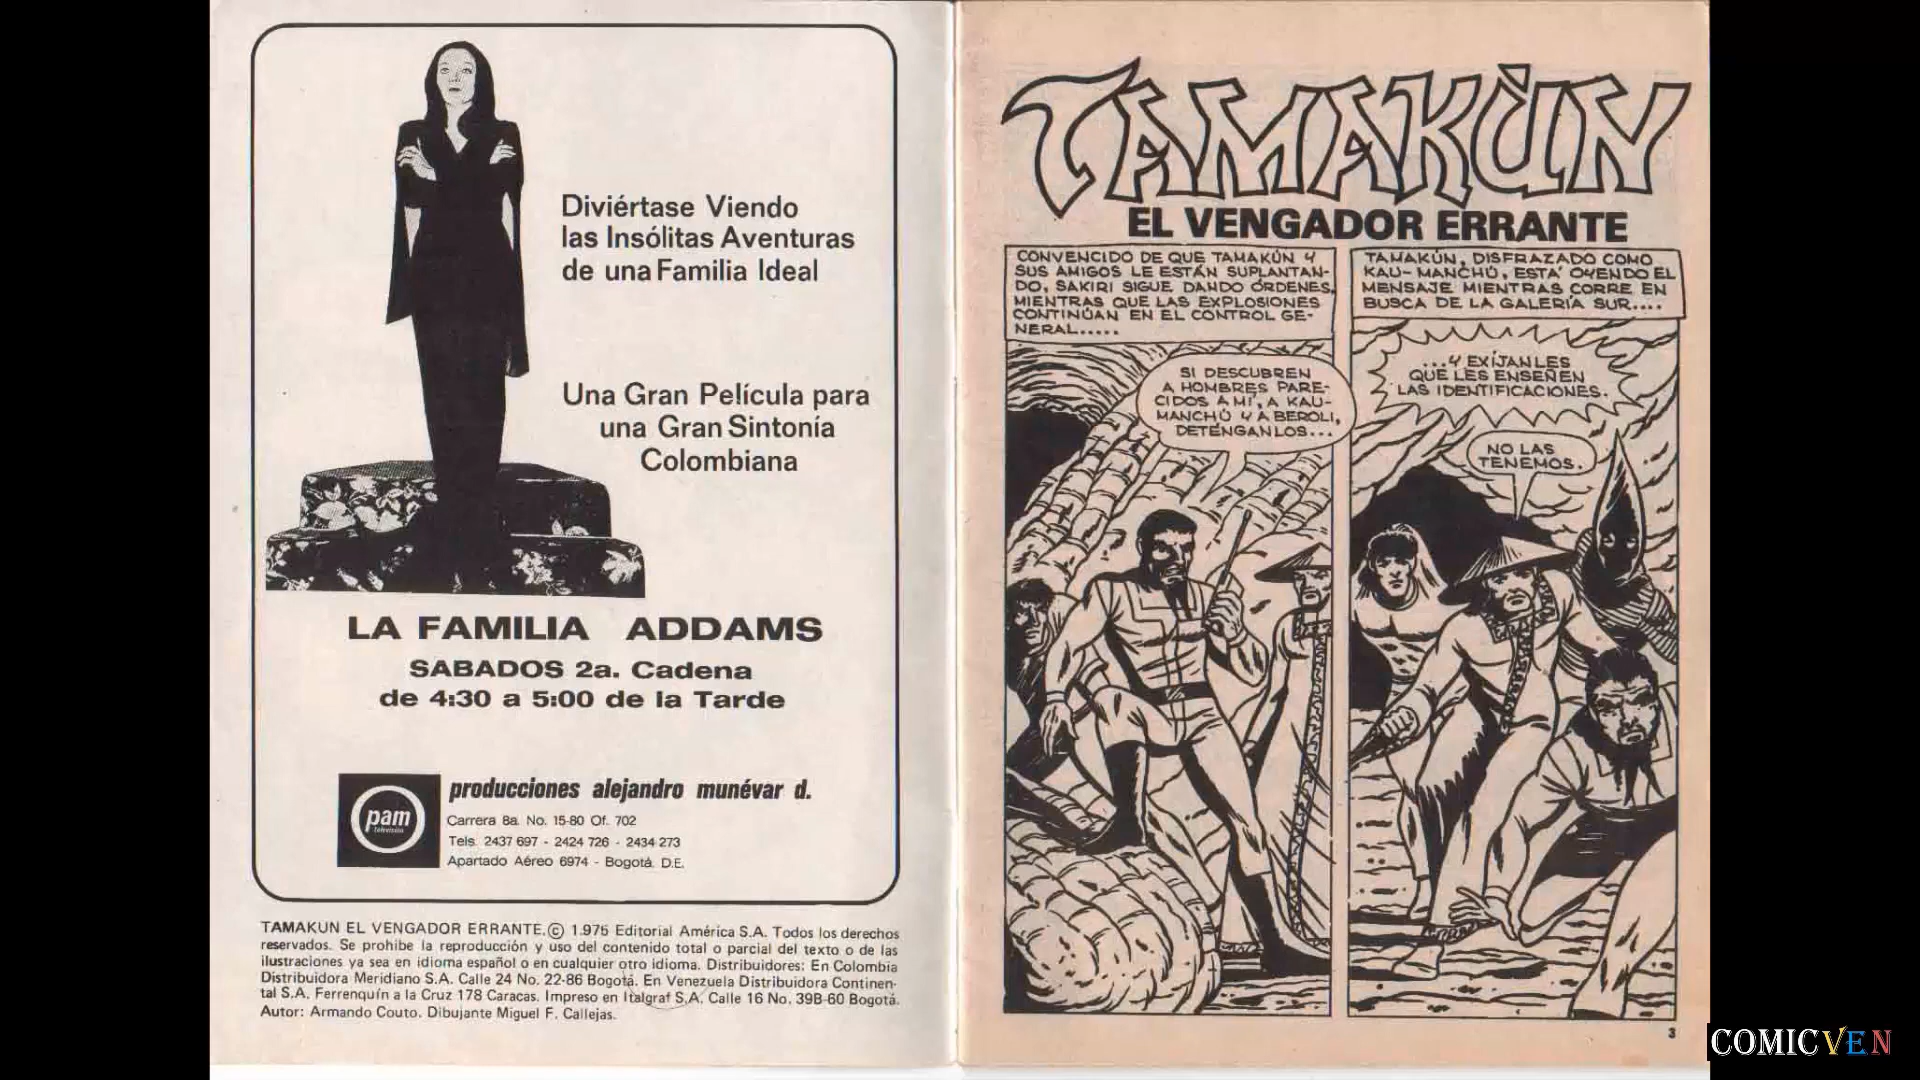 Diviértase Viendo
las Insólitas Aventuras
de una Familia Ideal
Una Gran Película para
una Gran Sintonía
Colombiana
LA FAMILIA ADDAMS
SABADOS 2a. Cadena
de 4:30 a 5:00 de la Tarde
pam
televisión
producciones alejandro munévar d.
Carrera 8a. No. 15-80 Of. 702
Tels. 2437 697 - 2424 726 - 2434 273
Apartado Aéreo 6974 - Bogotá. D.E.
TAMAKUN EL VENGADOR ERRANTE.© 1.975 Editorial América S.A. Todos los derechos
reservados. Se prohibe la reproducción y uso del contenido total o parcial del texto o de las
ilustraciones ya sea en idioma español o en cualquier otro idioma. Distribuidores: En Colombia
Distribuidora Meridiano S.A. Calle 24 No. 22-86 Bogotá. En Venezuela Distribuidora Continen-
tal S.A. Ferrenquín a la Cruz 178 Caracas. Impreso en Italgraf S.A. Calle 16 No. 39B-60 Bogotá.
Autor: Armando Couto. Dibujante Miguel F. Callejas.
TAMAKÚN
EL VENGADOR ERRANTE
CONVENCIDO DE QUE TAMAKÚN Y
SUS AMIGOS LE ESTÁN SUPLANTAN-
DO, SAKIRI SIGUE DANDO ÓRDENES,
MIENTRAS QUE LAS EXPLOSIONES
CONTINÚAN EN EL CONTROL GE-
NERAL.....
SI DESCUBREN
A HOMBRES PARE-
CIDOS A MÍ, A KAU-
MANCHÚ Y A BEROLI,
DETENGANLOS...
TAMAKÚN, DISFRAZADO COMO
KAU-MANCHÚ, ESTÁ OYENDO EL
MENSAJE MIENTRAS CORRE EN
BUSCA DE LA GALERÍA SUR....
...Y EXÍJANLES
QUE LES ENSEÑEN
LAS IDENTIFICACIONES.
NO LAS
TENEMOS.
3
COMICVEN